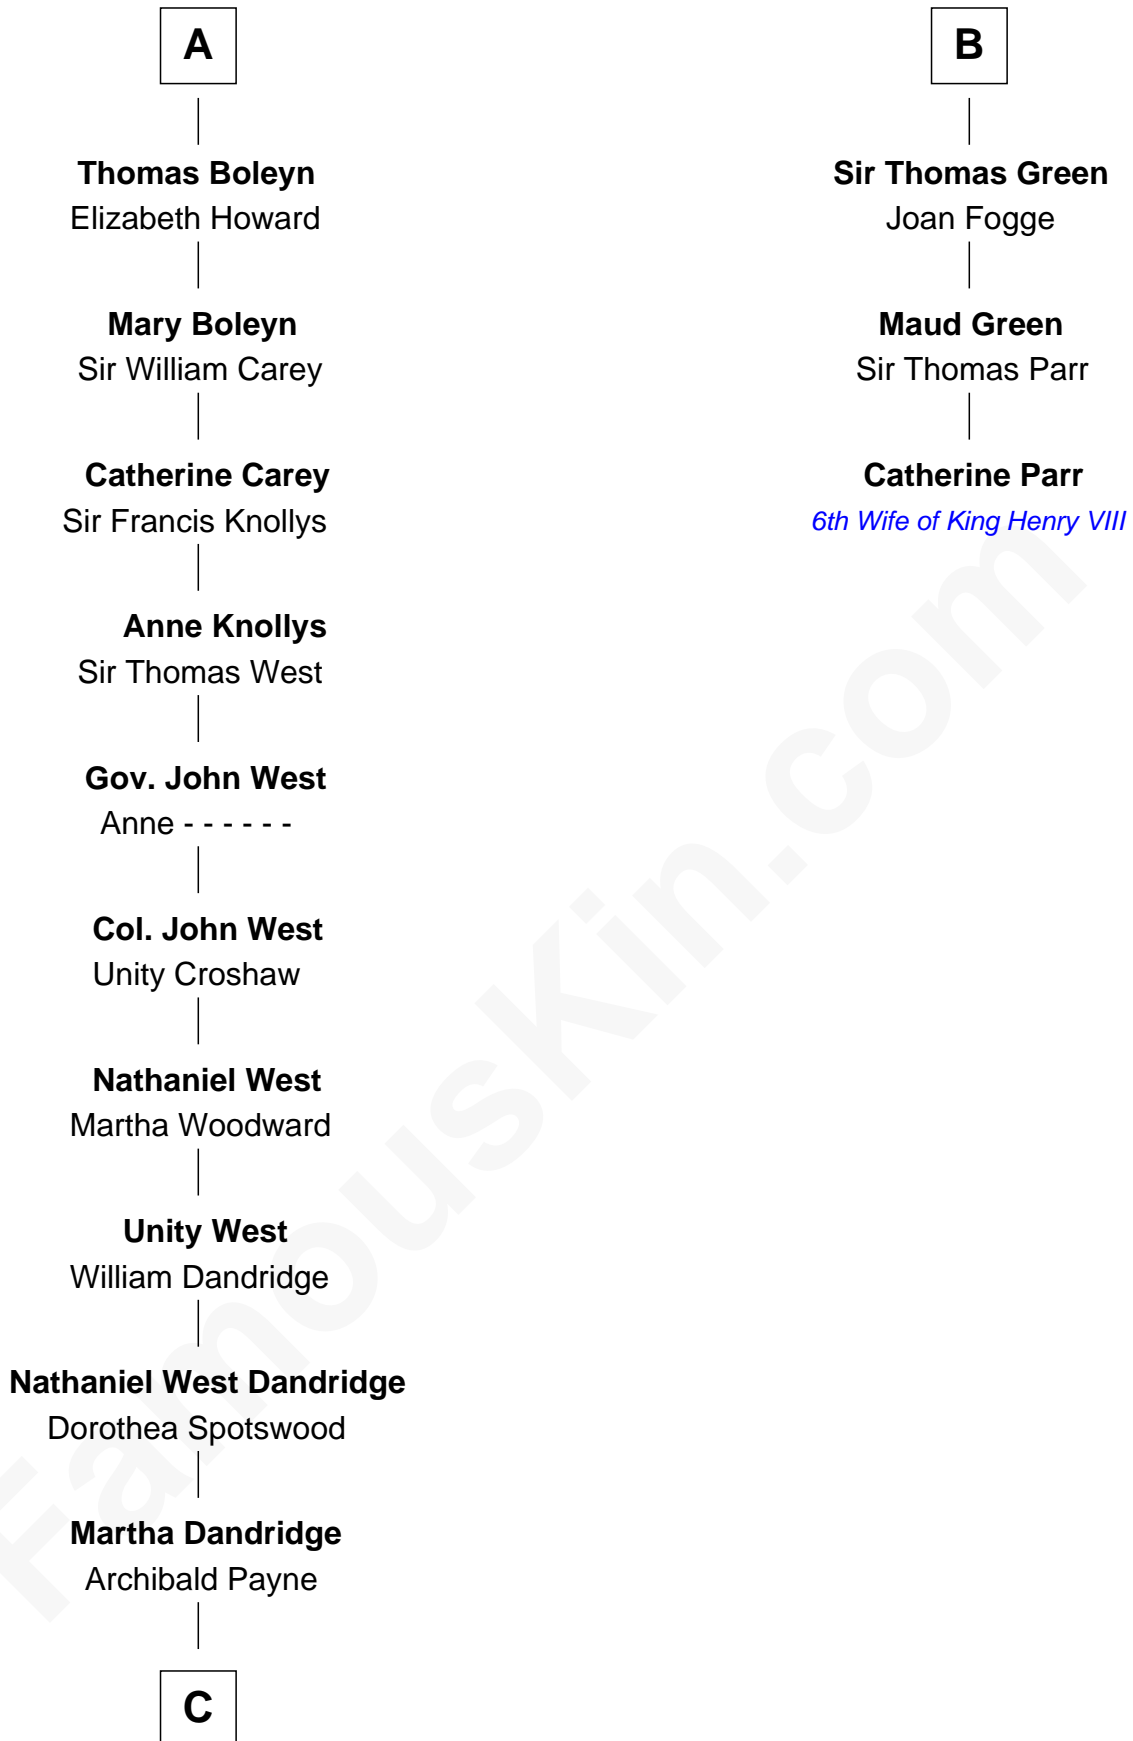 A
Thomas Boleyn
Elizabeth Howard
Mary Boleyn
Sir William Carey
Catherine Carey
Sir Francis Knollys
Anne Knollys
Sir Thomas West
Gov. John West
Anne - - - - - -
Col. John West
Unity Croshaw
Nathaniel West
Martha Woodward
Unity West
William Dandridge
Nathaniel West Dandridge
Dorothea Spotswood
Martha Dandridge
Archibald Payne
C
B
Sir Thomas Green
Joan Fogge
Maud Green
Sir Thomas Parr
Catherine Parr
6th Wife of King Henry VIII
FamousKin.com